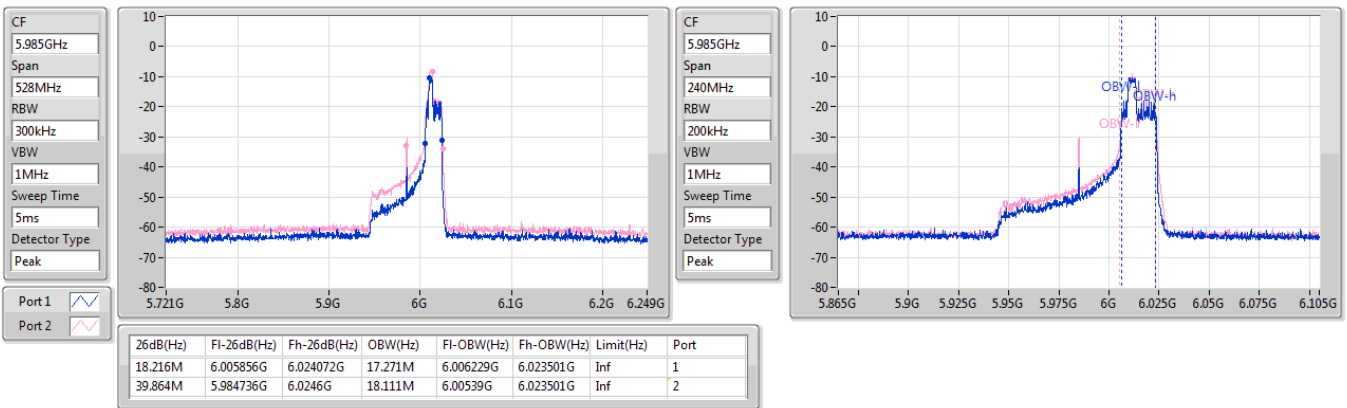 CF
5.985GHz
Span
528MHz
RBW
300kHz
VBW
1MHz
Sweep Time
5ms
Detector Type
Peak
Port 1
Port 2
10
0
-10
-20
-30
-40
-50
-60
-70
-80
5.721G 5.8G 5.9G 6G 6.1G 6.2G 6.249G
CF
5.985GHz
Span
240MHz
RBW
200kHz
VBW
1MHz
Sweep Time
5ms
Detector Type
Peak
10
0
-10
-20
-30
-40
-50
-60
-70
-80
OBW-h
5.865G 5.9G 5.925G 5.95G 5.975G 6G 6.025G 6.05G 6.075G 6.105G
26dB(Hz) Fl-26dB(Hz) Fh-26dB(Hz) OBW(Hz) Fl-OBW(Hz) Fh-OBW(Hz) Limit(Hz) Port
18.216M 6.005856G 6.024072G 17.271M 6.006229G 6.023501G Inf 1
39.864M 5.984736G 6.0246G 18.111M 6.00539G 6.023501G Inf 2